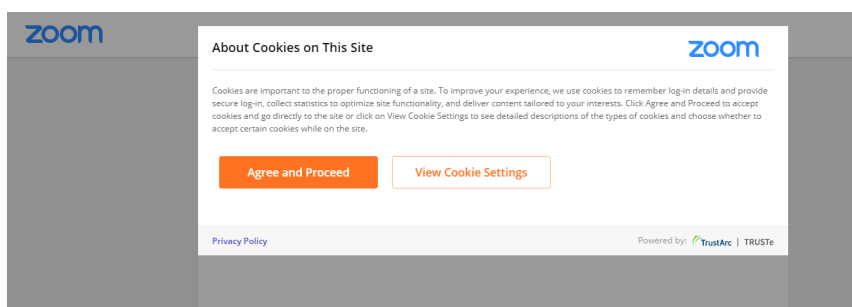 zoom
About Cookies on This Site
zoom
Cookies are important to the proper functioning of a site. To improve your experience, we use cookies to remember log-in details and provide
secure log-in, collect statistics to optimize site functionality, and deliver content tailored to your interests. Click Agree and Proceed to accept
cookies and go directly to the site or click on View Cookie Settings to see detailed descriptions of the types of cookies and choose whether to
accept certain cookies while on the site.
Agree and Proceed
View Cookie Settings
Privacy Policy
Powered by: TrustArc | TRUSTe